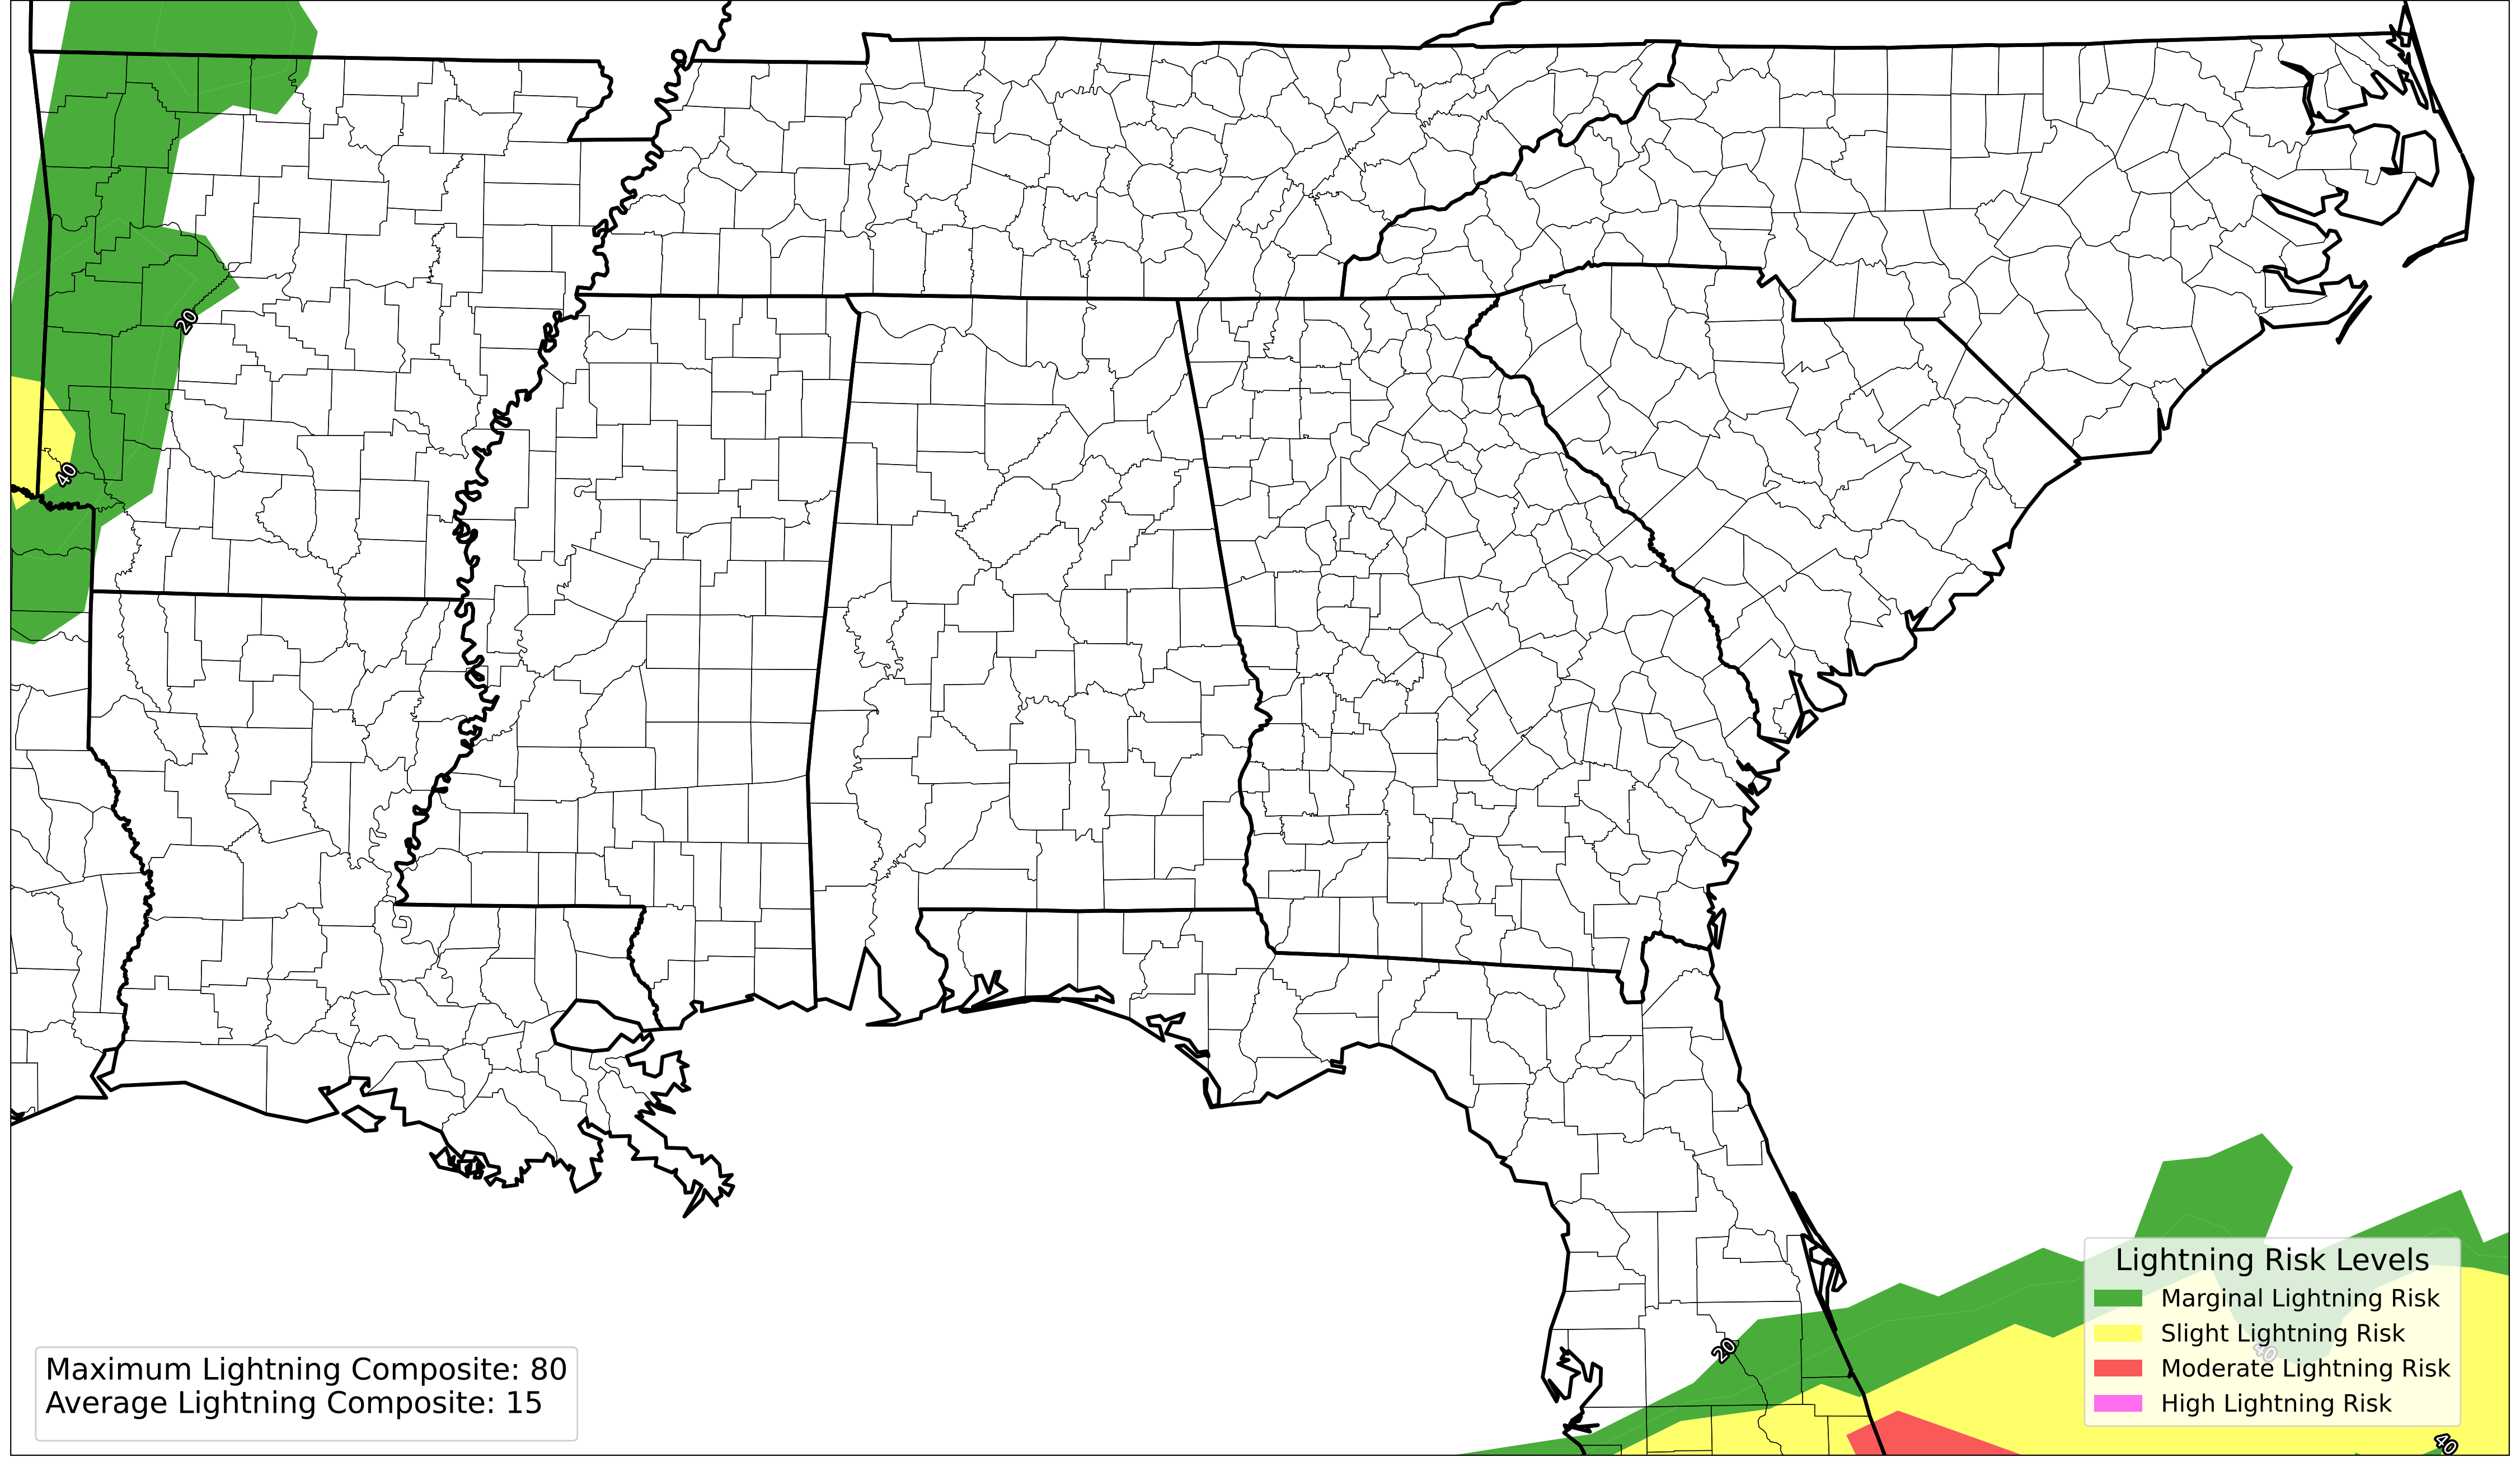 20
40
Lightning Risk Levels
Marginal Lightning Risk
Slight Lightning Risk
Moderate Lightning Risk
High Lightning Risk
20
40
Maximum Lightning Composite: 80
Average Lightning Composite: 15
40